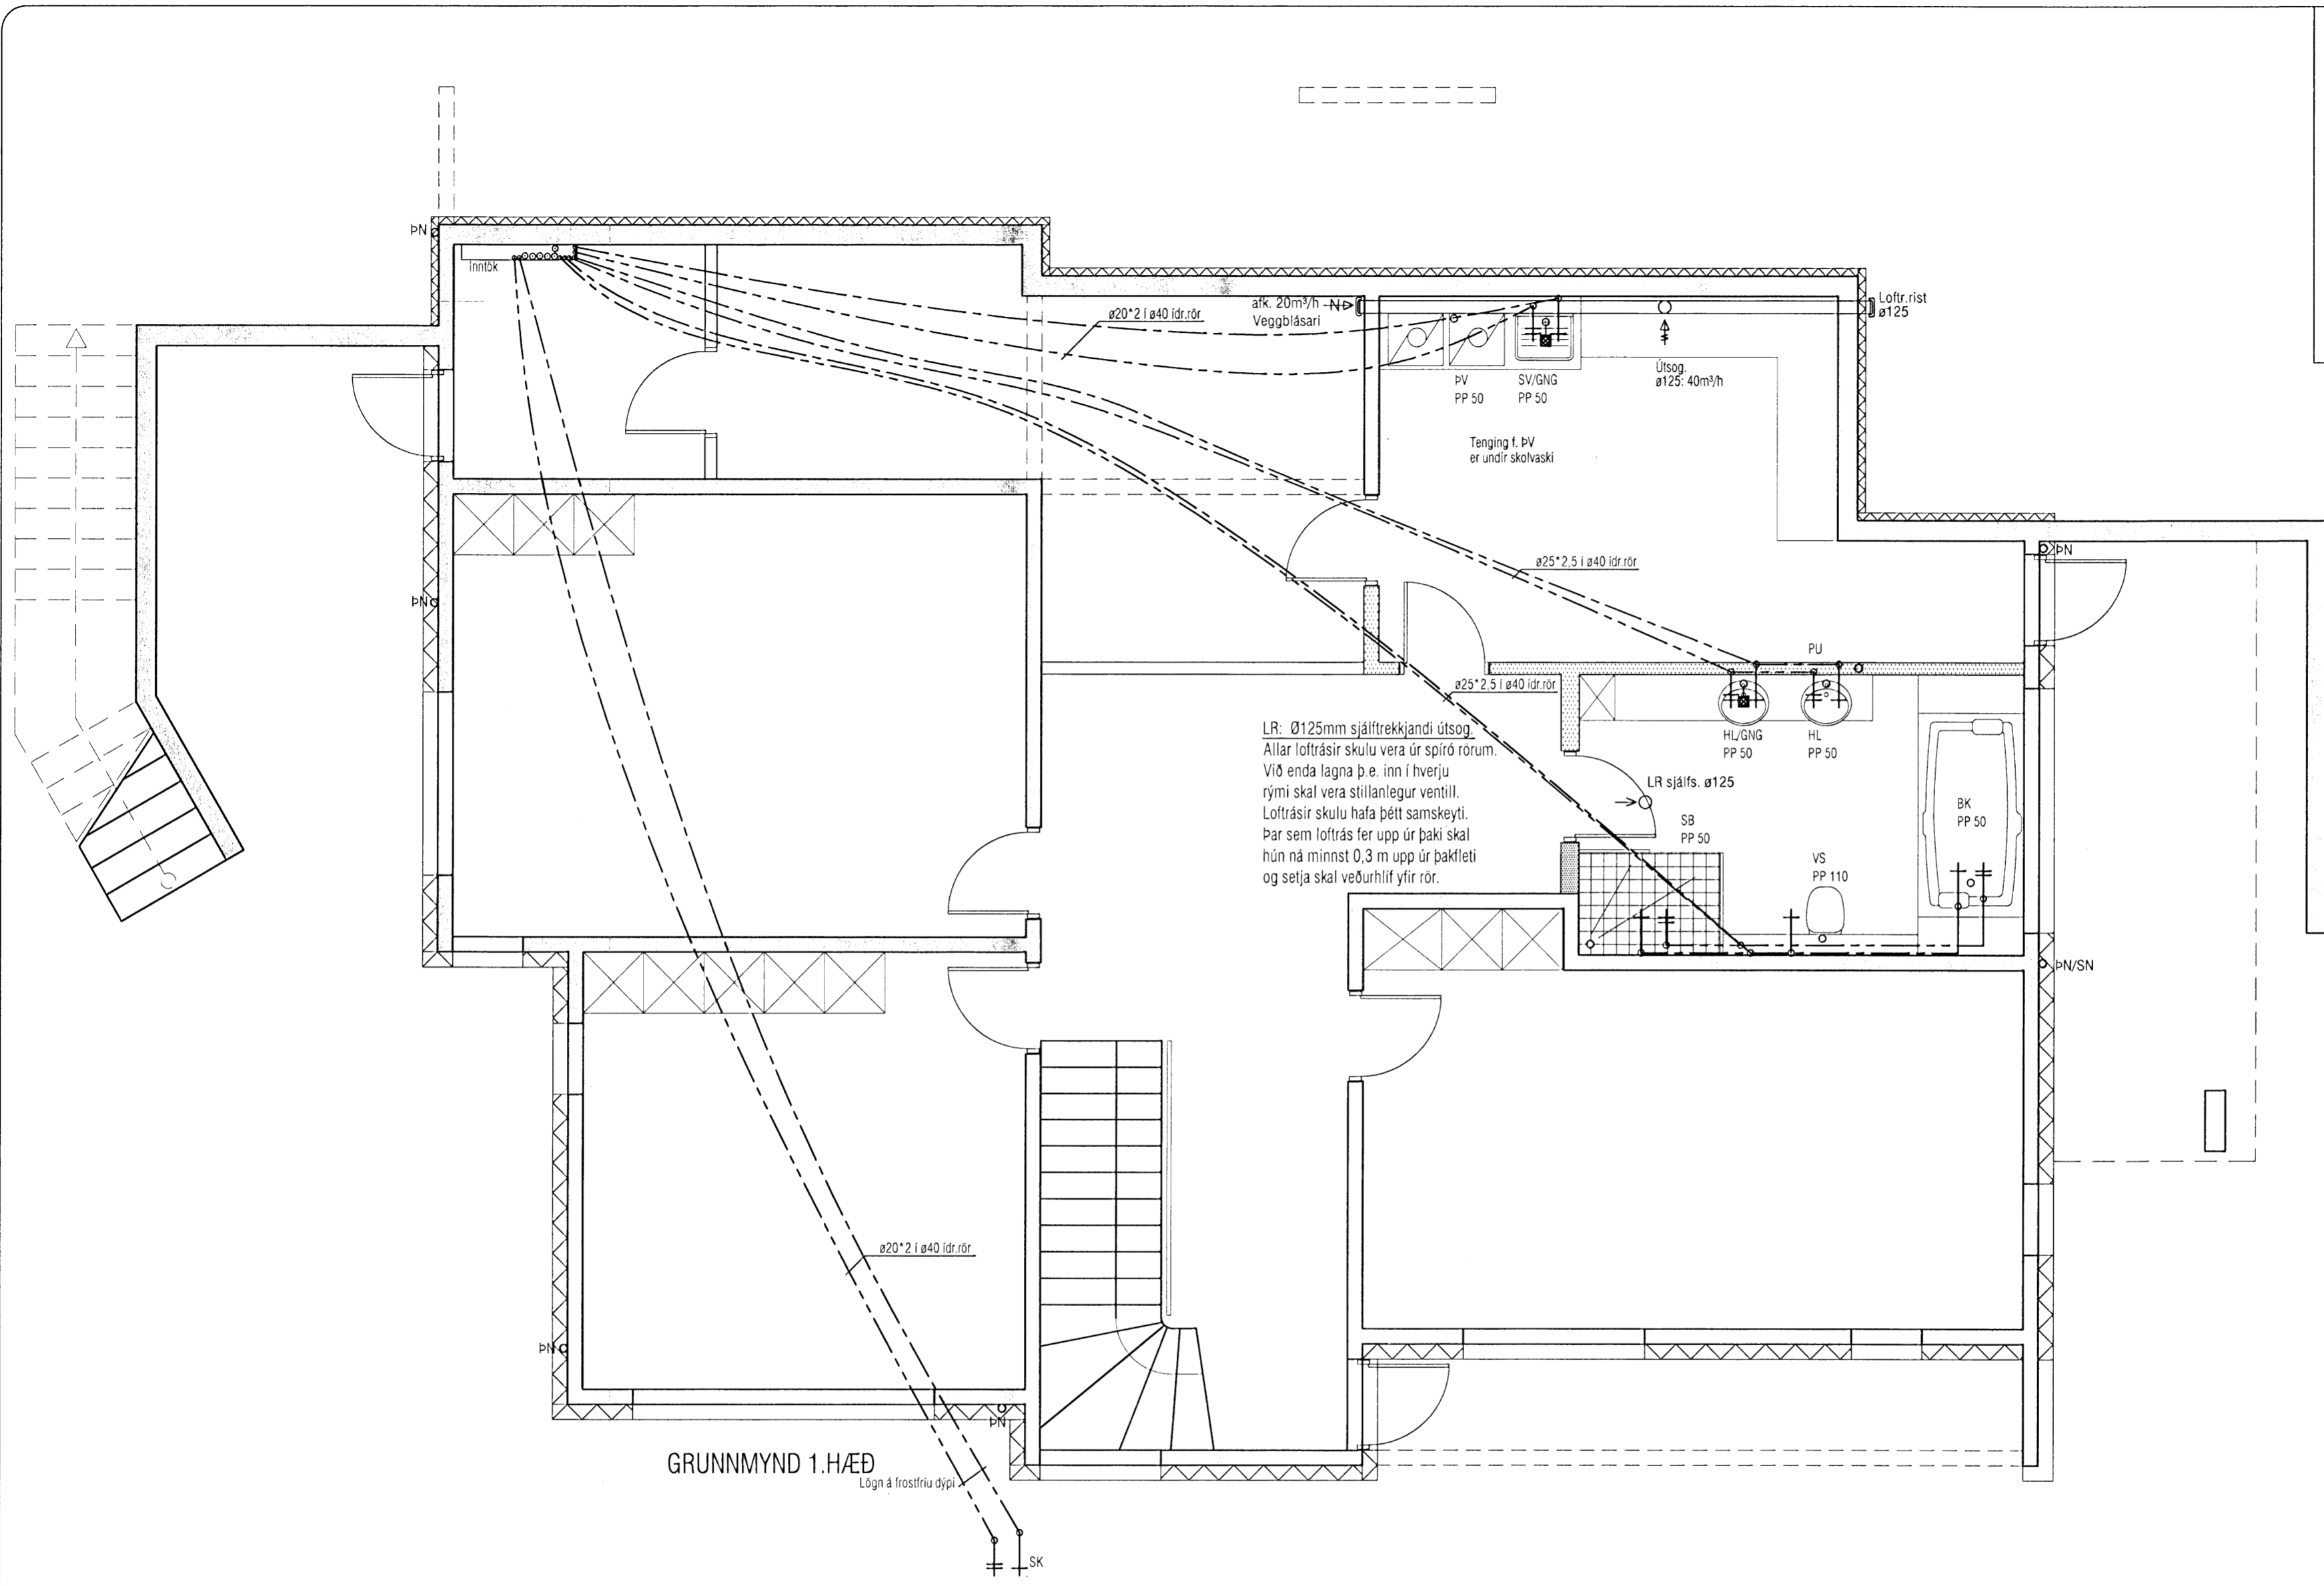 ÞN
Inntök
ø20*2 í ø40 ídr.rör
afk. 20m³/h
Veggblásari
N
Loftr.rist
ø125
Útsog.
ø125: 40m³/h
ÞV
PP 50
SV/GNG
PP 50
Tenging f. ÞV
er undir skolvaski
ÞN
ø25*2,5 í ø40 ídr.rör
ÞN
PU
ø25*2,5 í ø40 ídr.rör
HL/GNG
PP 50
HL
PP 50
LR: Ø125mm sjálftrekkjandi útsog.
Allar loftrásir skulu vera úr spíró rörum.
Við enda lagna þ.e. inn í hverju
rými skal vera stillanlegur ventill.
Loftrásir skulu hafa þétt samskeyti.
Þar sem loftrás fer upp úr þaki skal
hún ná minnst 0,3 m upp úr þakfleti
og setja skal veðurhlíf yfir rör.
LR sjálfs. ø125
SB
PP 50
BK
PP 50
VS
PP 110
ÞN/SN
ø20*2 í ø40 ídr.rör
ÞN
ÞN
GRUNNMYND 1.HÆÐ
Lögn á frostfríu dýpi
SK